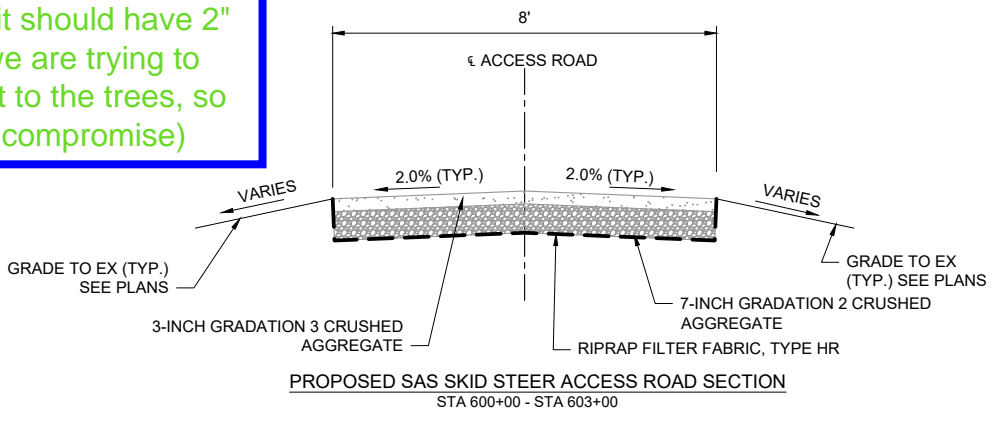 it should have 2"
we are trying to
t to the trees, so
compromise)
8'
℄ ACCESS ROAD
2.0% (TYP.)
2.0% (TYP.)
VARIES
VARIES
GRADE TO EX (TYP.)
SEE PLANS
GRADE TO EX
(TYP.) SEE PLANS
3-INCH GRADATION 3 CRUSHED
AGGREGATE
7-INCH GRADATION 2 CRUSHED
AGGREGATE
RIPRAP FILTER FABRIC, TYPE HR
PROPOSED SAS SKID STEER ACCESS ROAD SECTION
STA 600+00 - STA 603+00